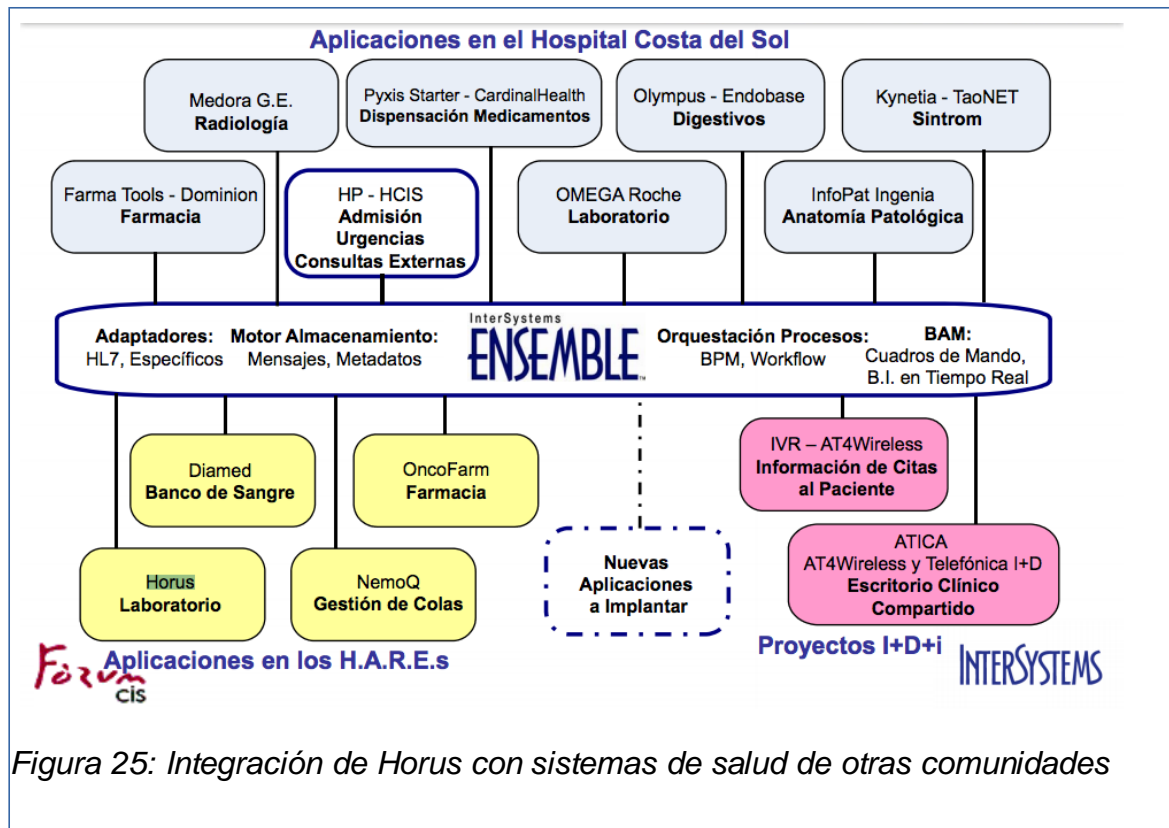 Aplicaciones en el Hospital Costa del Sol
Medora G.E.
Radiología
Pyxis Starter - CardinalHealth
Dispensación Medicamentos
Olympus - Endobase
Digestivos
Kynetia - TaoNET
Sintrom
Farma Tools - Dominion
Farmacia
HP - HCIS
Admisión
Urgencias
Consultas Externas
OMEGA Roche
Laboratorio
InfoPat Ingenia
Anatomía Patológica
Adaptadores:
HL7, Específicos
Motor Almacenamiento:
Mensajes, Metadatos
InterSystems
ENSEMBLE™
Orquestación Procesos:
BPM, Workflow
BAM:
Cuadros de Mando,
B.I. en Tiempo Real
Diamed
Banco de Sangre
OncoFarm
Farmacia
IVR – AT4Wireless
Información de Citas
al Paciente
Horus
Laboratorio
NemoQ
Gestión de Colas
Nuevas
Aplicaciones
a Implantar
ATICA
AT4Wireless y Telefónica I+D
Escritorio Clínico
Compartido
Fòrum
cis
Aplicaciones en los H.A.R.E.s
Proyectos I+D+i
INTERSYSTEMS
Figura 25: Integración de Horus con sistemas de salud de otras comunidades